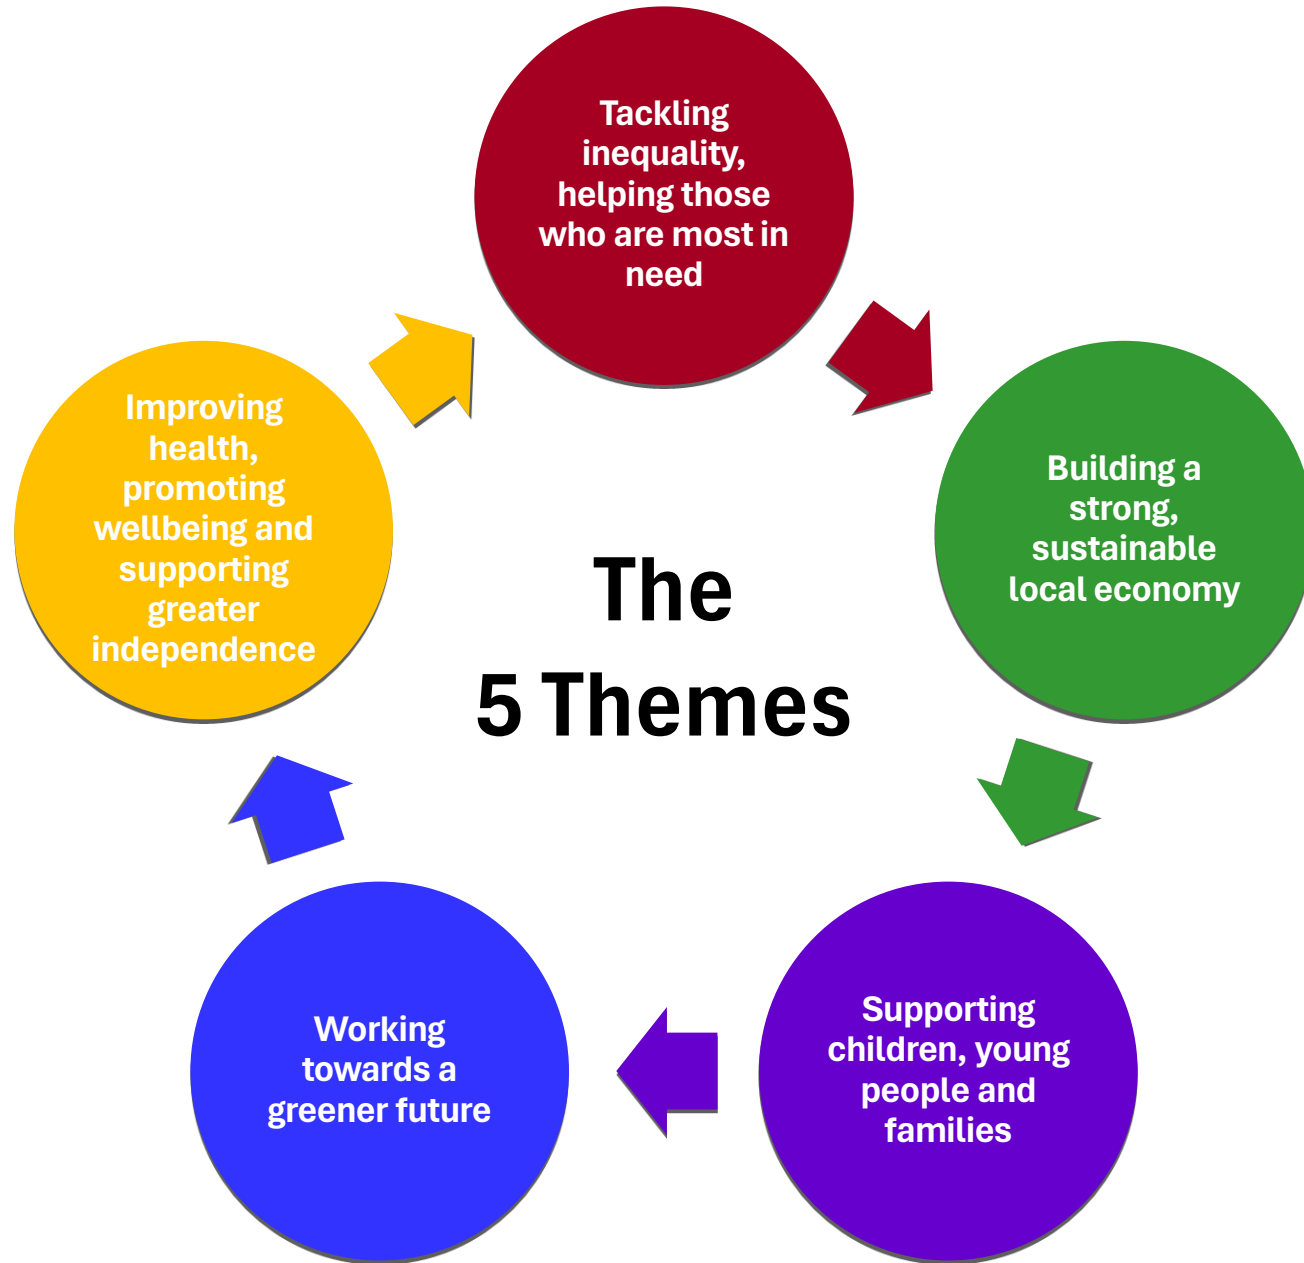 Tackling
inequality,
helping those
who are most in
need
Building a
strong,
sustainable
local economy
Supporting
children, young
people and
families
Working
towards a
greener future
Improving
health,
promoting
wellbeing and
supporting
greater
independence
The
5 Themes